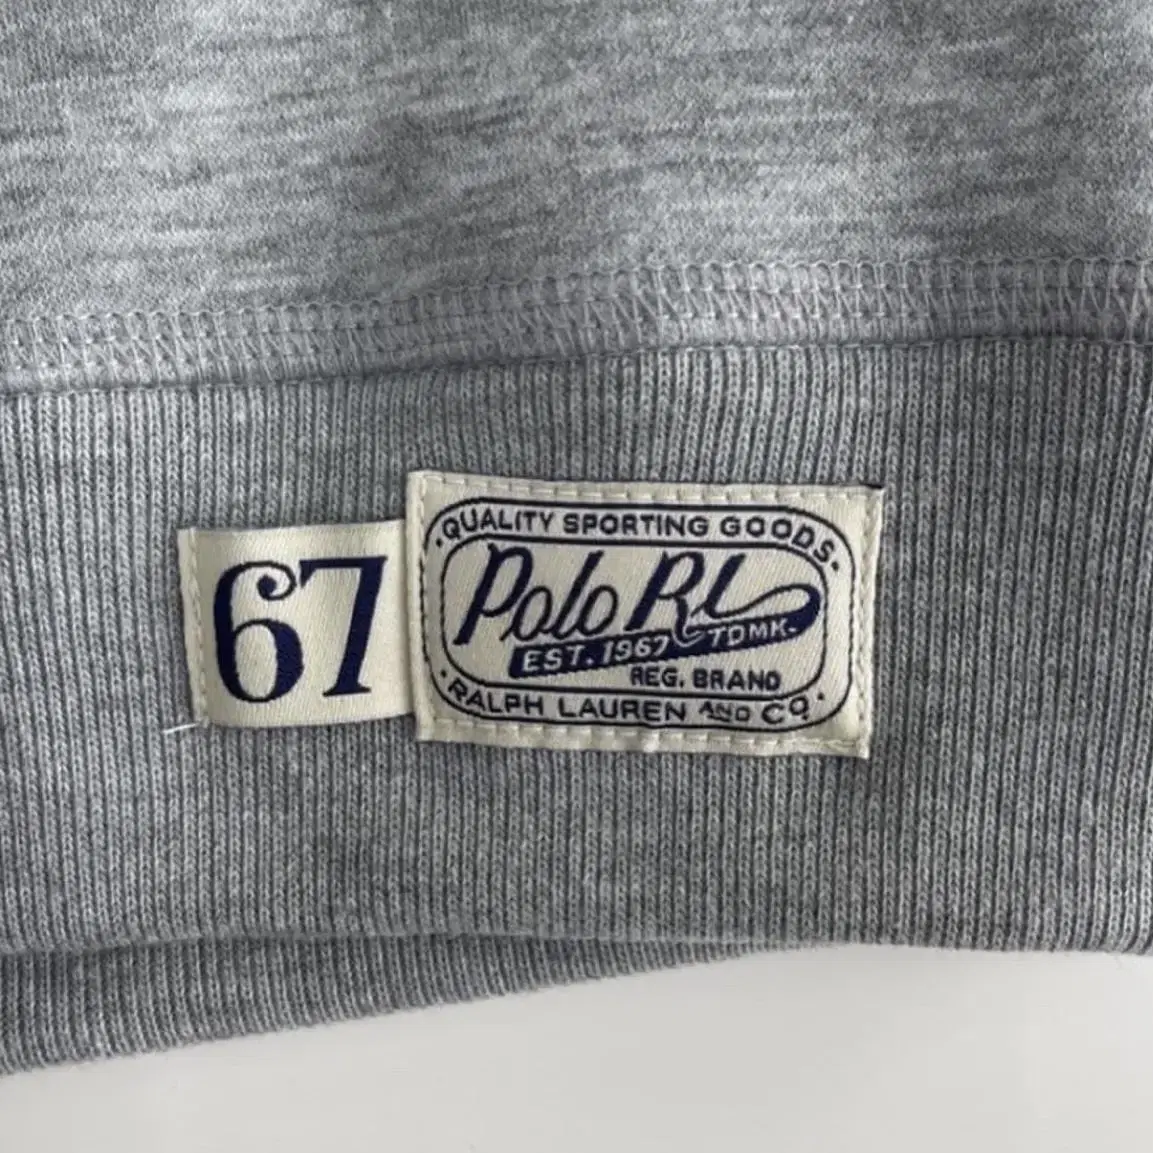 67
·QUALITY SPORTING GOODS·
Polo RL
EST. 1967 TDMK.
REG. BRAND
·RALPH LAUREN AND CO.·